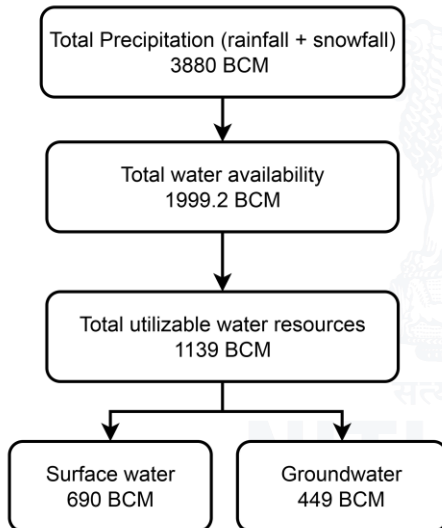 Total Precipitation (rainfall + snowfall)
3880 BCM
Total water availability
1999.2 BCM
Total utilizable water resources
1139 BCM
Surface water
690 BCM
Groundwater
449 BCM